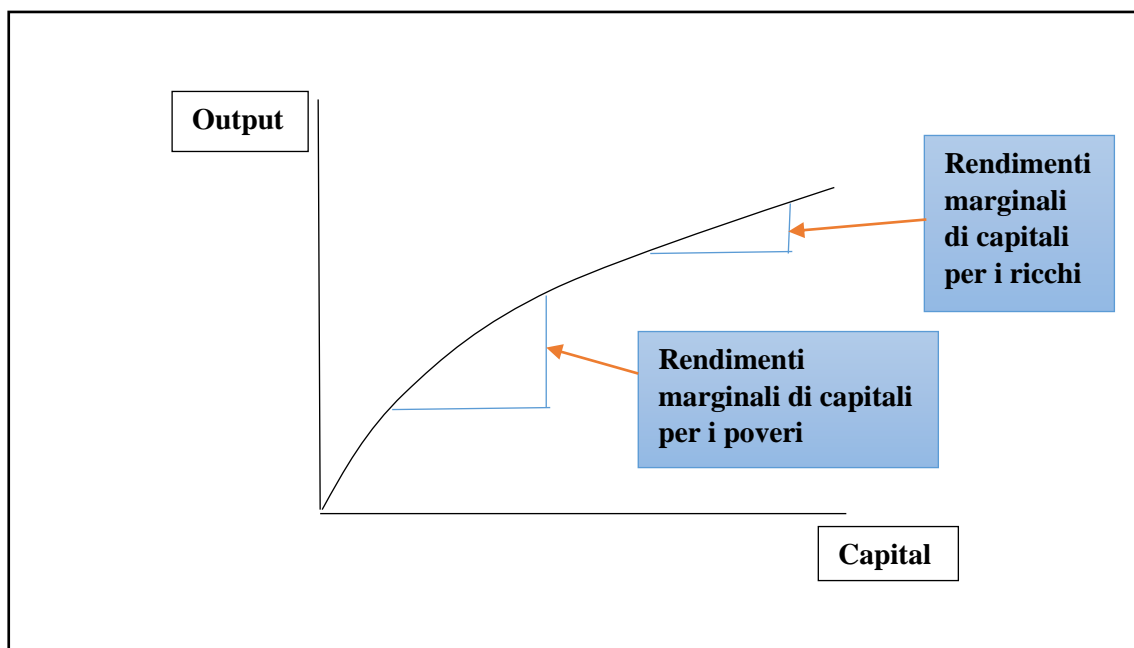 Output
Rendimenti
marginali
di capitali
per i ricchi
Rendimenti
marginali di capitali
per i poveri
Capital